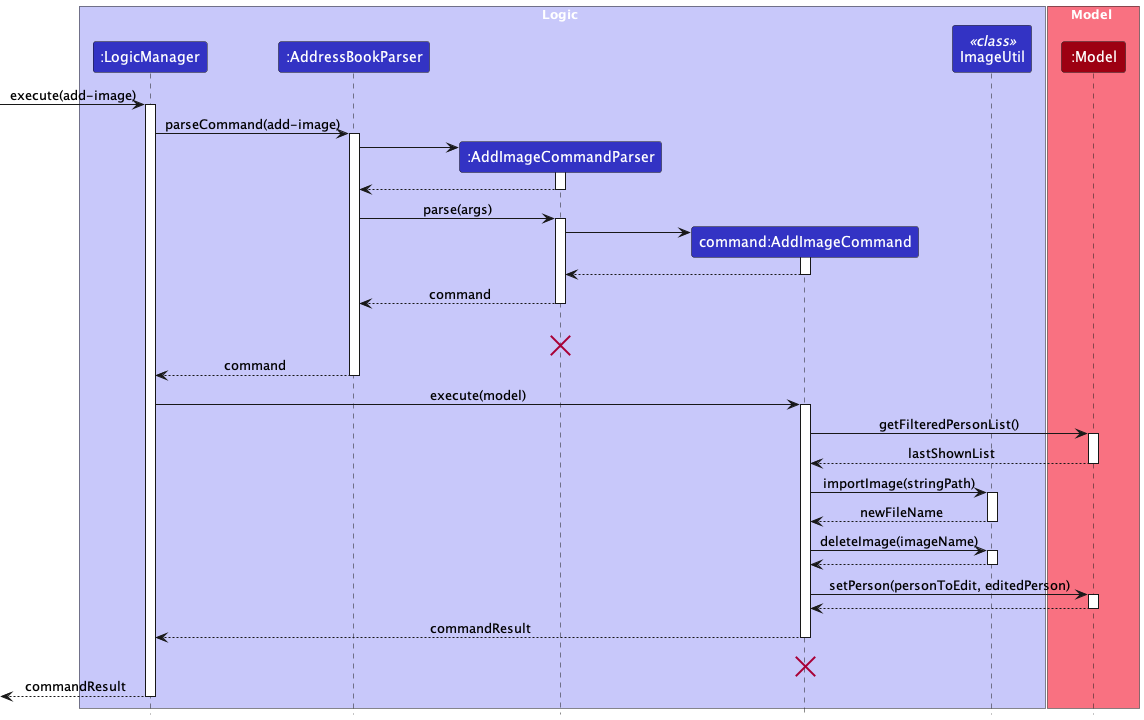 Logic
Model
:LogicManager
:AddressBookParser
«class»
ImageUtil
:Model
execute(add-image)
parseCommand(add-image)
:AddImageCommandParser
parse(args)
command:AddImageCommand
command
command
execute(model)
getFilteredPersonList()
lastShownList
importImage(stringPath)
newFileName
deleteImage(imageName)
setPerson(personToEdit, editedPerson)
commandResult
commandResult